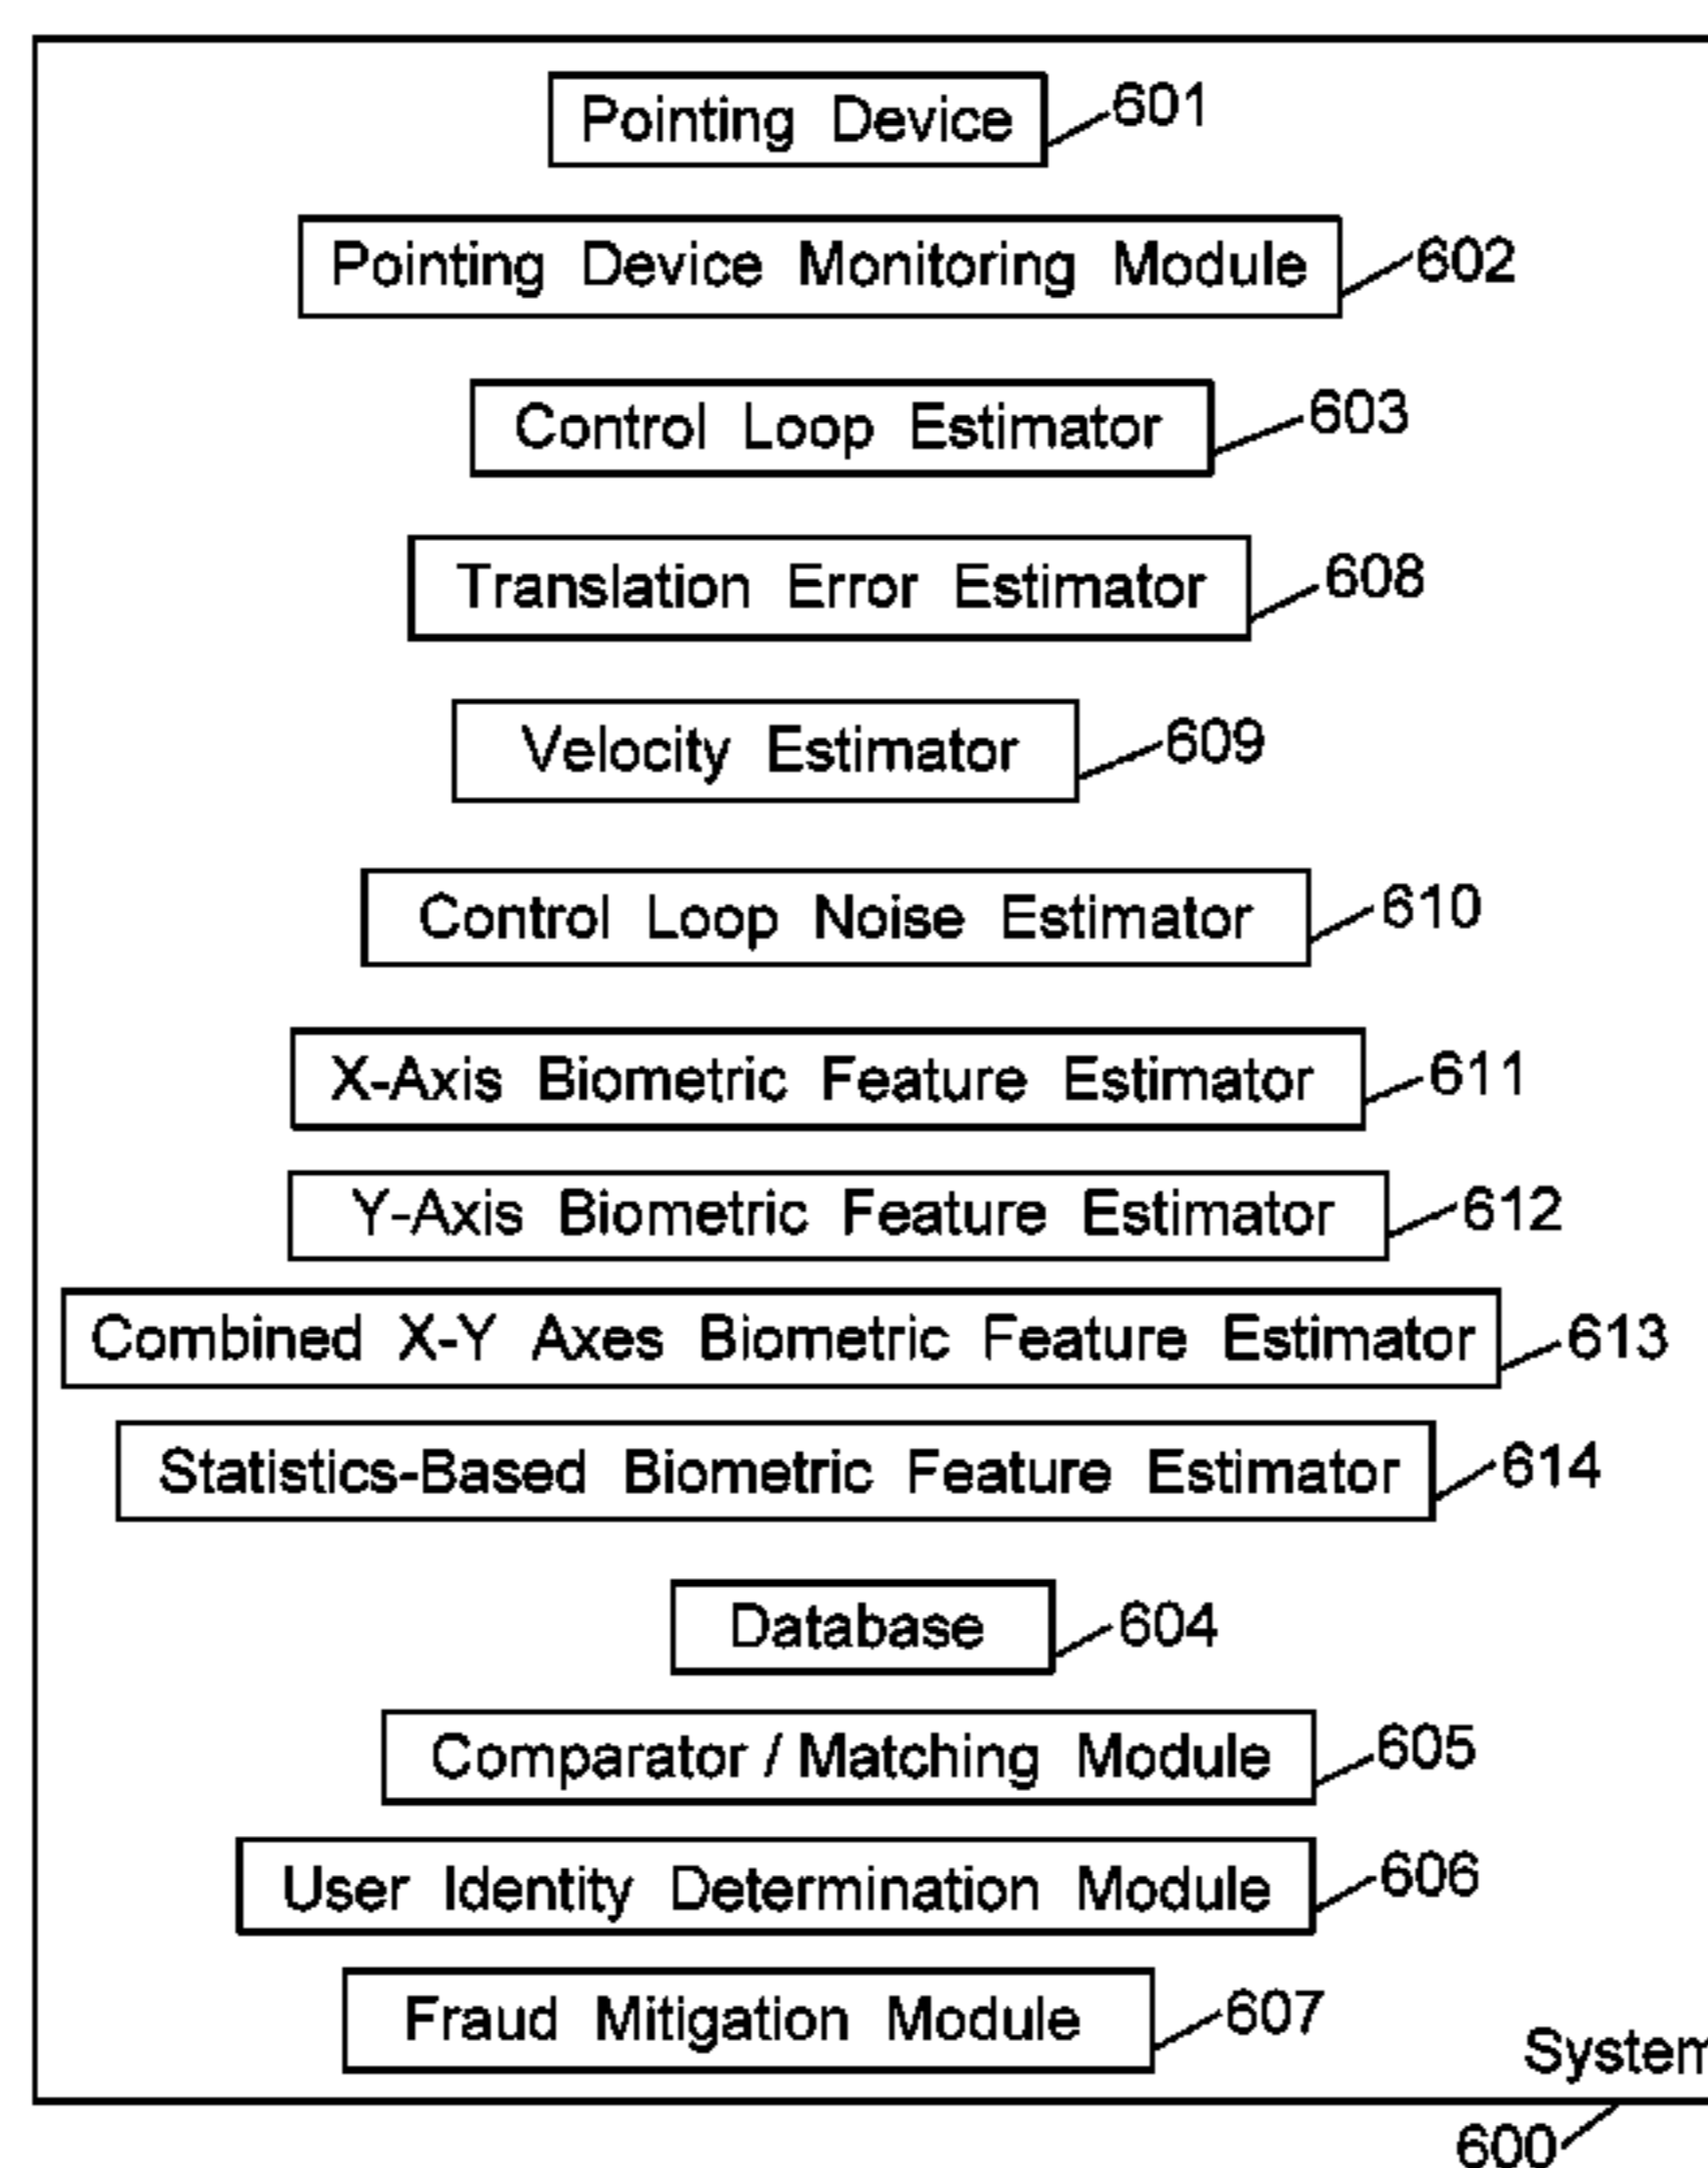 Pointing Device 601
Pointing Device Monitoring Module 602
Control Loop Estimator 603
Translation Error Estimator 608
Velocity Estimator 609
Control Loop Noise Estimator 610
X-Axis Biometric Feature Estimator 611
Y-Axis Biometric Feature Estimator 612
Combined X-Y Axes Biometric Feature Estimator 613
Statistics-Based Biometric Feature Estimator 614
Database 604
Comparator / Matching Module 605
User Identity Determination Module 606
Fraud Mitigation Module 607
System
600